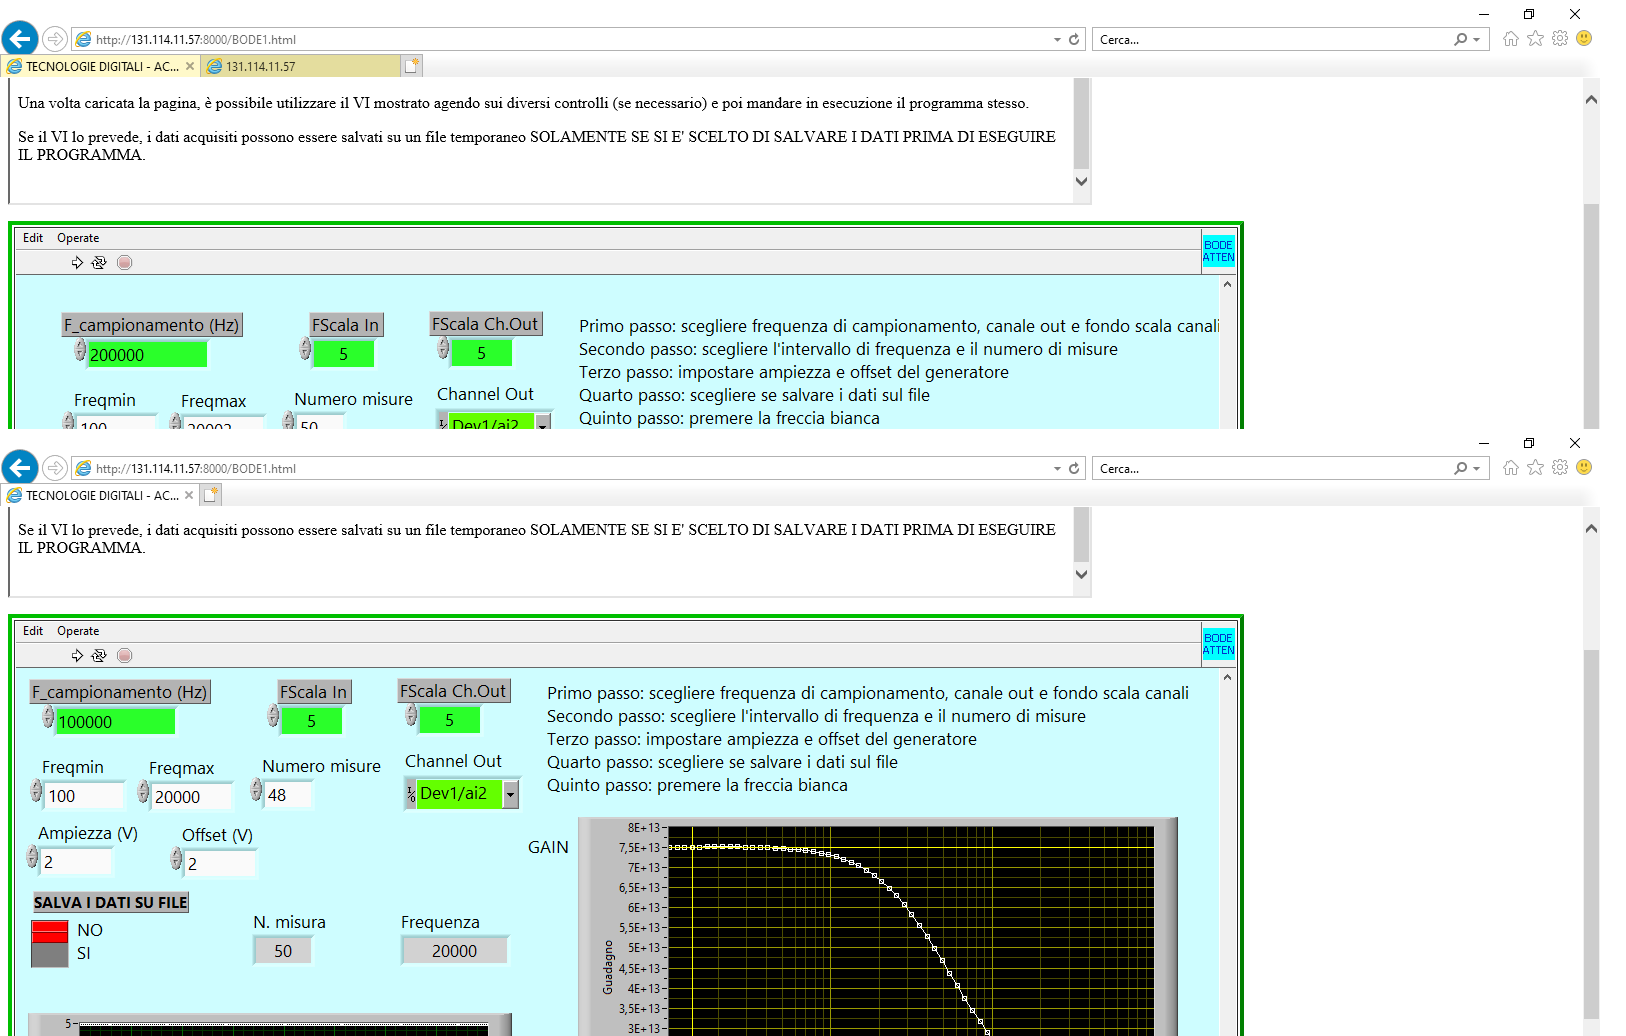 http://131.114.11.57:8000/BODE1.html
Cerca...
TECNOLOGIE DIGITALI - AC...
131.114.11.57
Una volta caricata la pagina, è possibile utilizzare il VI mostrato agendo sui diversi controlli (se necessario) e poi mandare in esecuzione il programma stesso.
Se il VI lo prevede, i dati acquisiti possono essere salvati su un file temporaneo SOLAMENTE SE SI E' SCELTO DI SALVARE I DATI PRIMA DI ESEGUIRE
IL PROGRAMMA.
Edit Operate
BODE
ATTEN
F_campionamento (Hz)
200000
FScala In
5
FScala Ch.Out
5
Primo passo: scegliere frequenza di campionamento, canale out e fondo scala canali
Secondo passo: scegliere l'intervallo di frequenza e il numero di misure
Terzo passo: impostare ampiezza e offset del generatore
Quarto passo: scegliere se salvare i dati sul file
Quinto passo: premere la freccia bianca
Freqmin
100
Freqmax
20002
Numero misure
50
Channel Out
Dev1/ai2
http://131.114.11.57:8000/BODE1.html
Cerca...
TECNOLOGIE DIGITALI - AC...
Se il VI lo prevede, i dati acquisiti possono essere salvati su un file temporaneo SOLAMENTE SE SI E' SCELTO DI SALVARE I DATI PRIMA DI ESEGUIRE
IL PROGRAMMA.
Edit Operate
BODE
ATTEN
F_campionamento (Hz)
100000
FScala In
5
FScala Ch.Out
5
Primo passo: scegliere frequenza di campionamento, canale out e fondo scala canali
Secondo passo: scegliere l'intervallo di frequenza e il numero di misure
Terzo passo: impostare ampiezza e offset del generatore
Quarto passo: scegliere se salvare i dati sul file
Quinto passo: premere la freccia bianca
Freqmin
100
Freqmax
20000
Numero misure
48
Channel Out
Dev1/ai2
Ampiezza (V)
2
Offset (V)
2
SALVA I DATI SU FILE
NO
SI
N. misura
50
Frequenza
20000
GAIN
Guadagno
8E+13
7,5E+13
7E+13
6,5E+13
6E+13
5,5E+13
5E+13
4,5E+13
4E+13
3,5E+13
3E+13
5